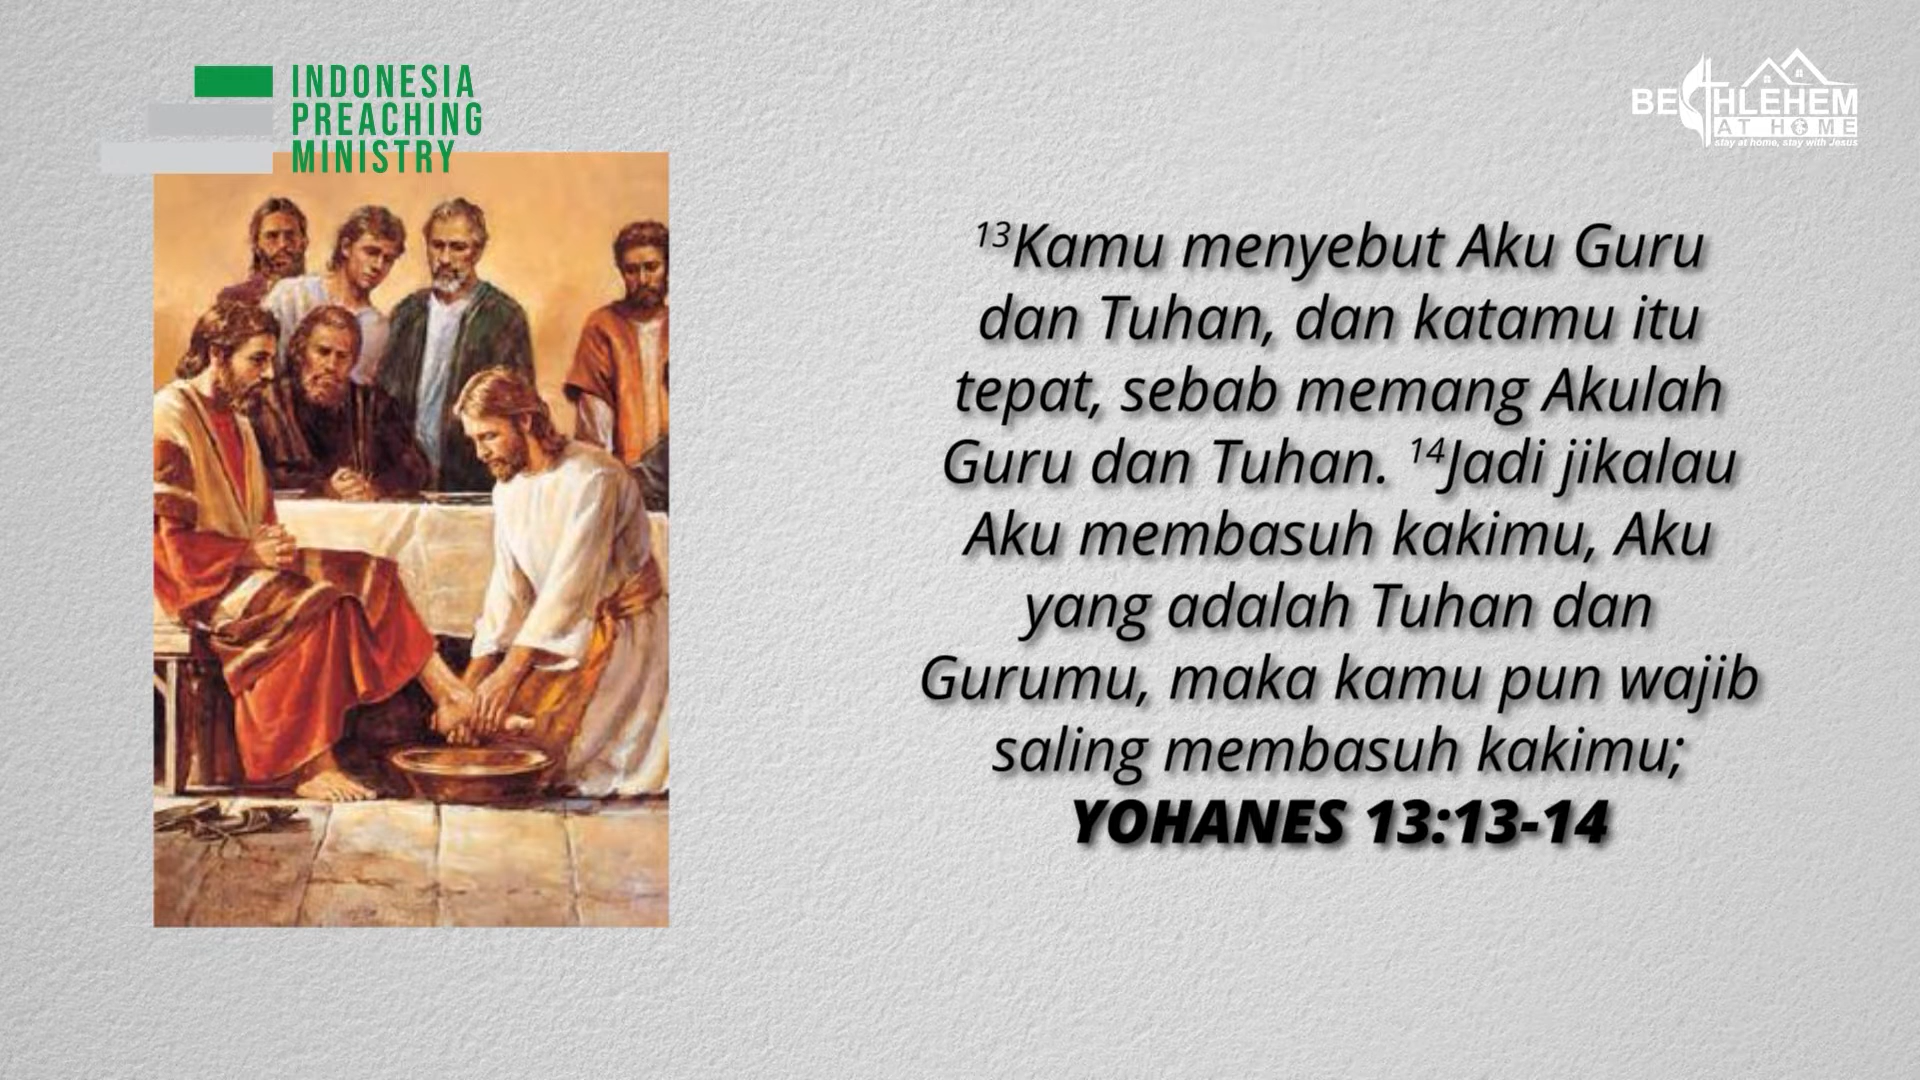 INDONESIA
PREACHING
MINISTRY
BETHLEHEM
AT HOME
stay at home, stay with Jesus
¹³Kamu menyebut Aku Guru
dan Tuhan, dan katamu itu
tepat, sebab memang Akulah
Guru dan Tuhan. ¹⁴Jadi jikalau
Aku membasuh kakimu, Aku
yang adalah Tuhan dan
Gurumu, maka kamu pun wajib
saling membasuh kakimu;
YOHANES 13:13-14